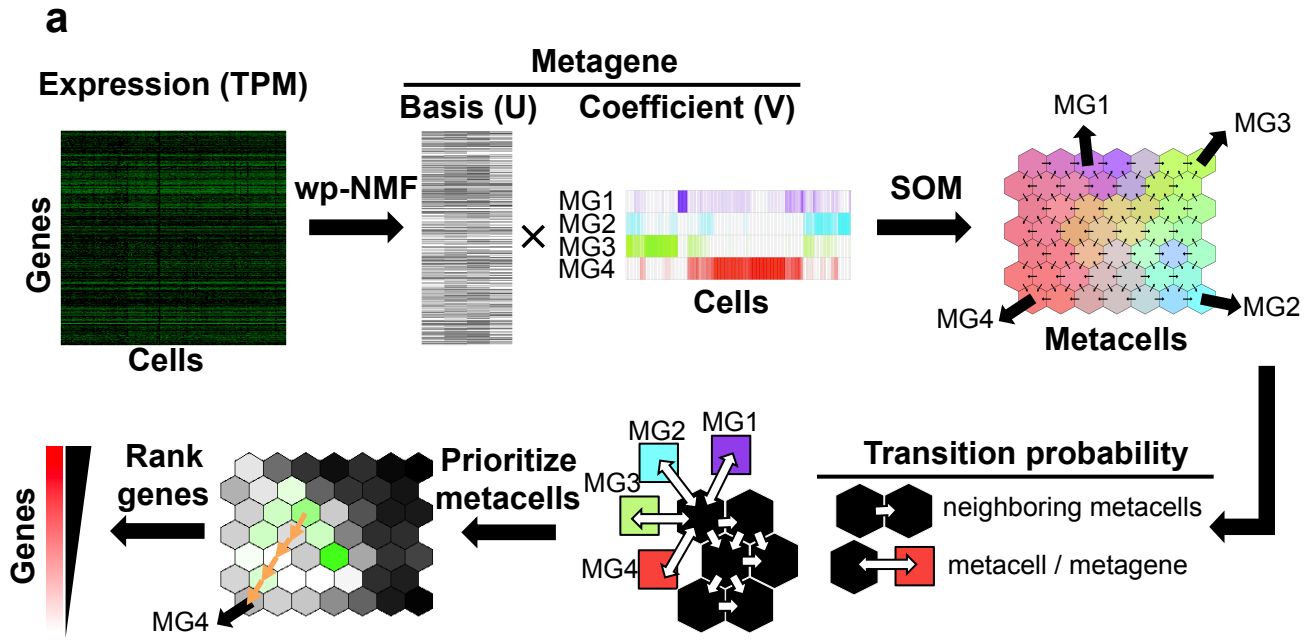 a
Expression (TPM)
Metagene
Basis (U)
Coefficient (V)
Genes
Cells
wp-NMF
×
MG1
MG2
MG3
MG4
Cells
SOM
MG1
MG3
MG4
MG2
Metacells
Transition probability
neighboring metacells
metacell / metagene
MG2
MG1
MG3
MG4
Prioritize
metacells
MG4
Rank
genes
Genes